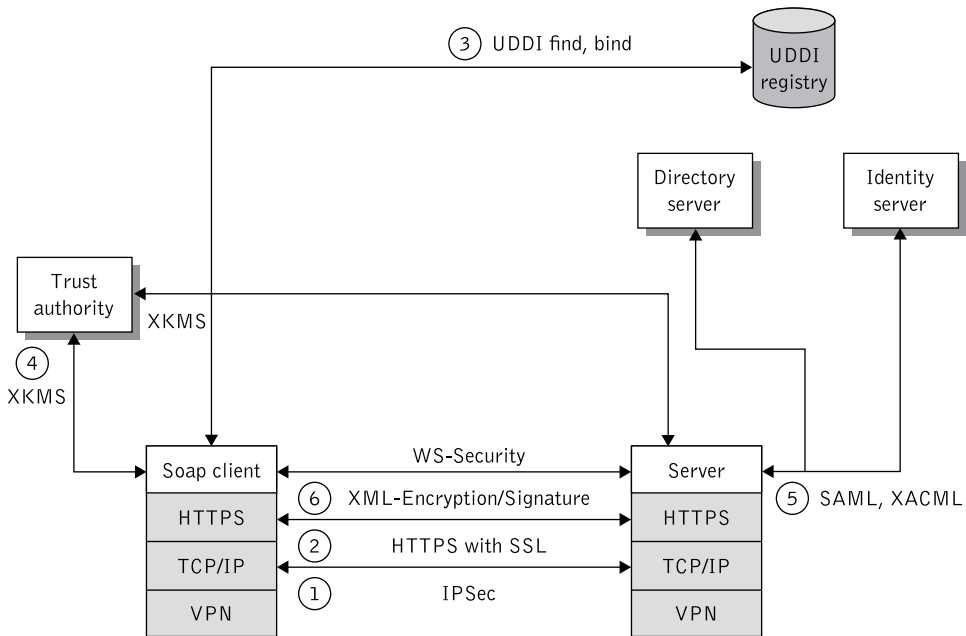 3 UDDI find, bind
UDDI
registry
Directory
server
Identity
server
Trust
authority
XKMS
4
XKMS
Soap client
WS-Security
Server
6 XML-Encryption/Signature
5 SAML, XACML
HTTPS
HTTPS
2 HTTPS with SSL
TCP/IP
TCP/IP
1 IPSec
VPN
VPN